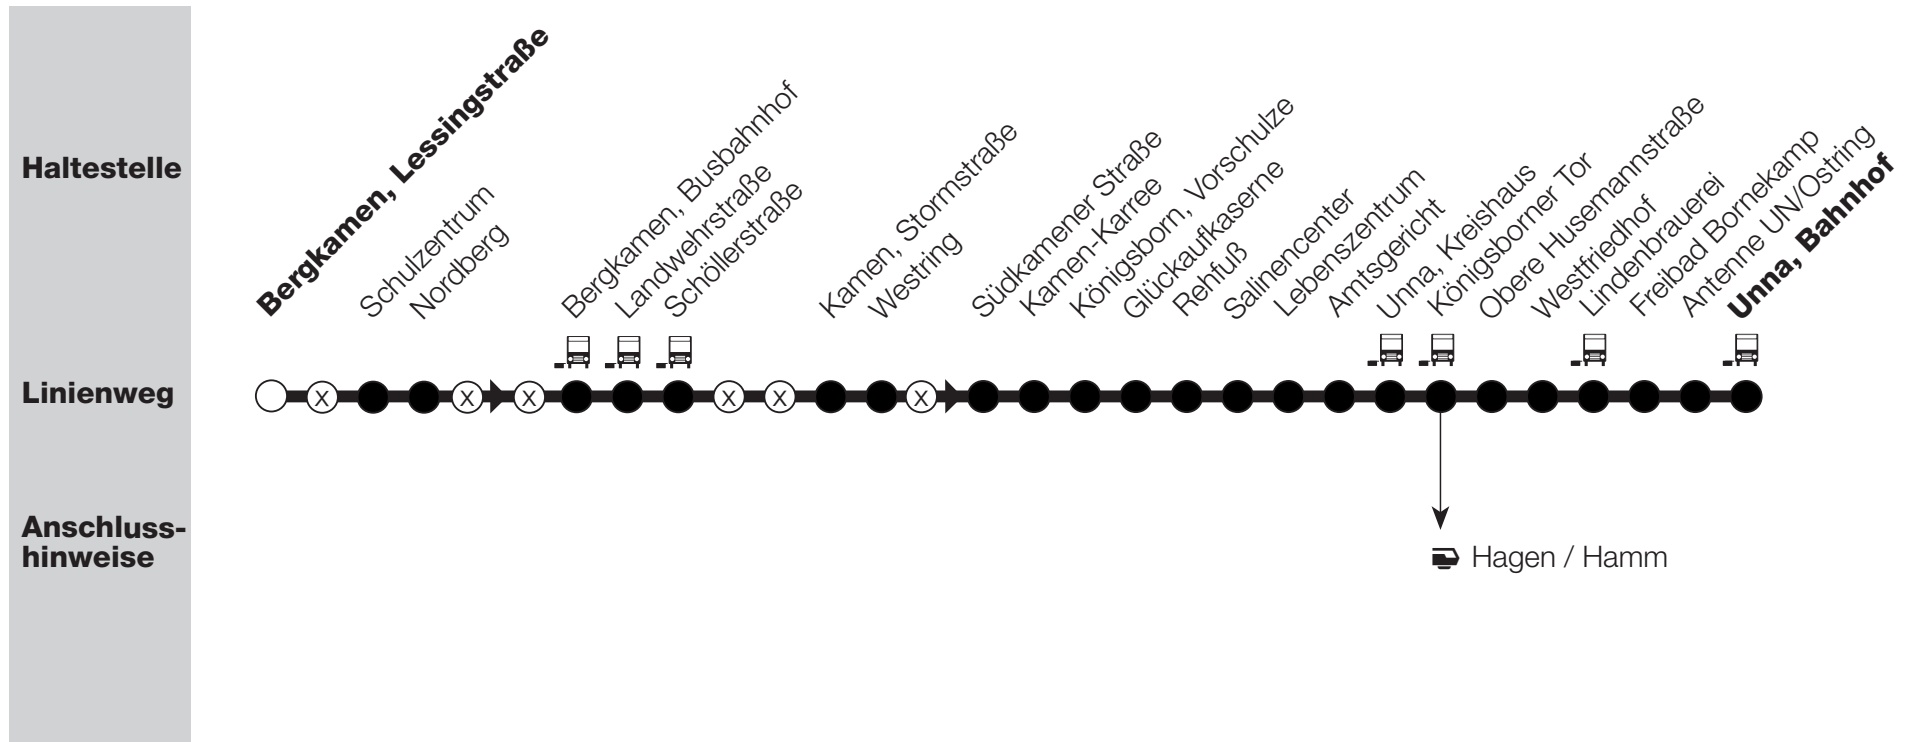 Haltestelle
Bergkamen, Lessingstraße
Schulzentrum
Nordberg
Bergkamen, Busbahnhof
Landwehrstraße
Schöllerstraße
Kamen, Stormstraße
Westring
Südkamener Straße
Kamen-Karree
Königsborn, Vorschulze
Glückaufkaserne
Rehfuß
Salinencenter
Lebenszentrum
Amtsgericht
Unna, Kreishaus
Königsborner Tor
Obere Husemannstraße
Westfriedhof
Lindenbrauerei
Freibad Bornekamp
Antenne UN/Ostring
Unna, Bahnhof
Linienweg
X X X X X X
Anschluss-
hinweise
Hagen / Hamm